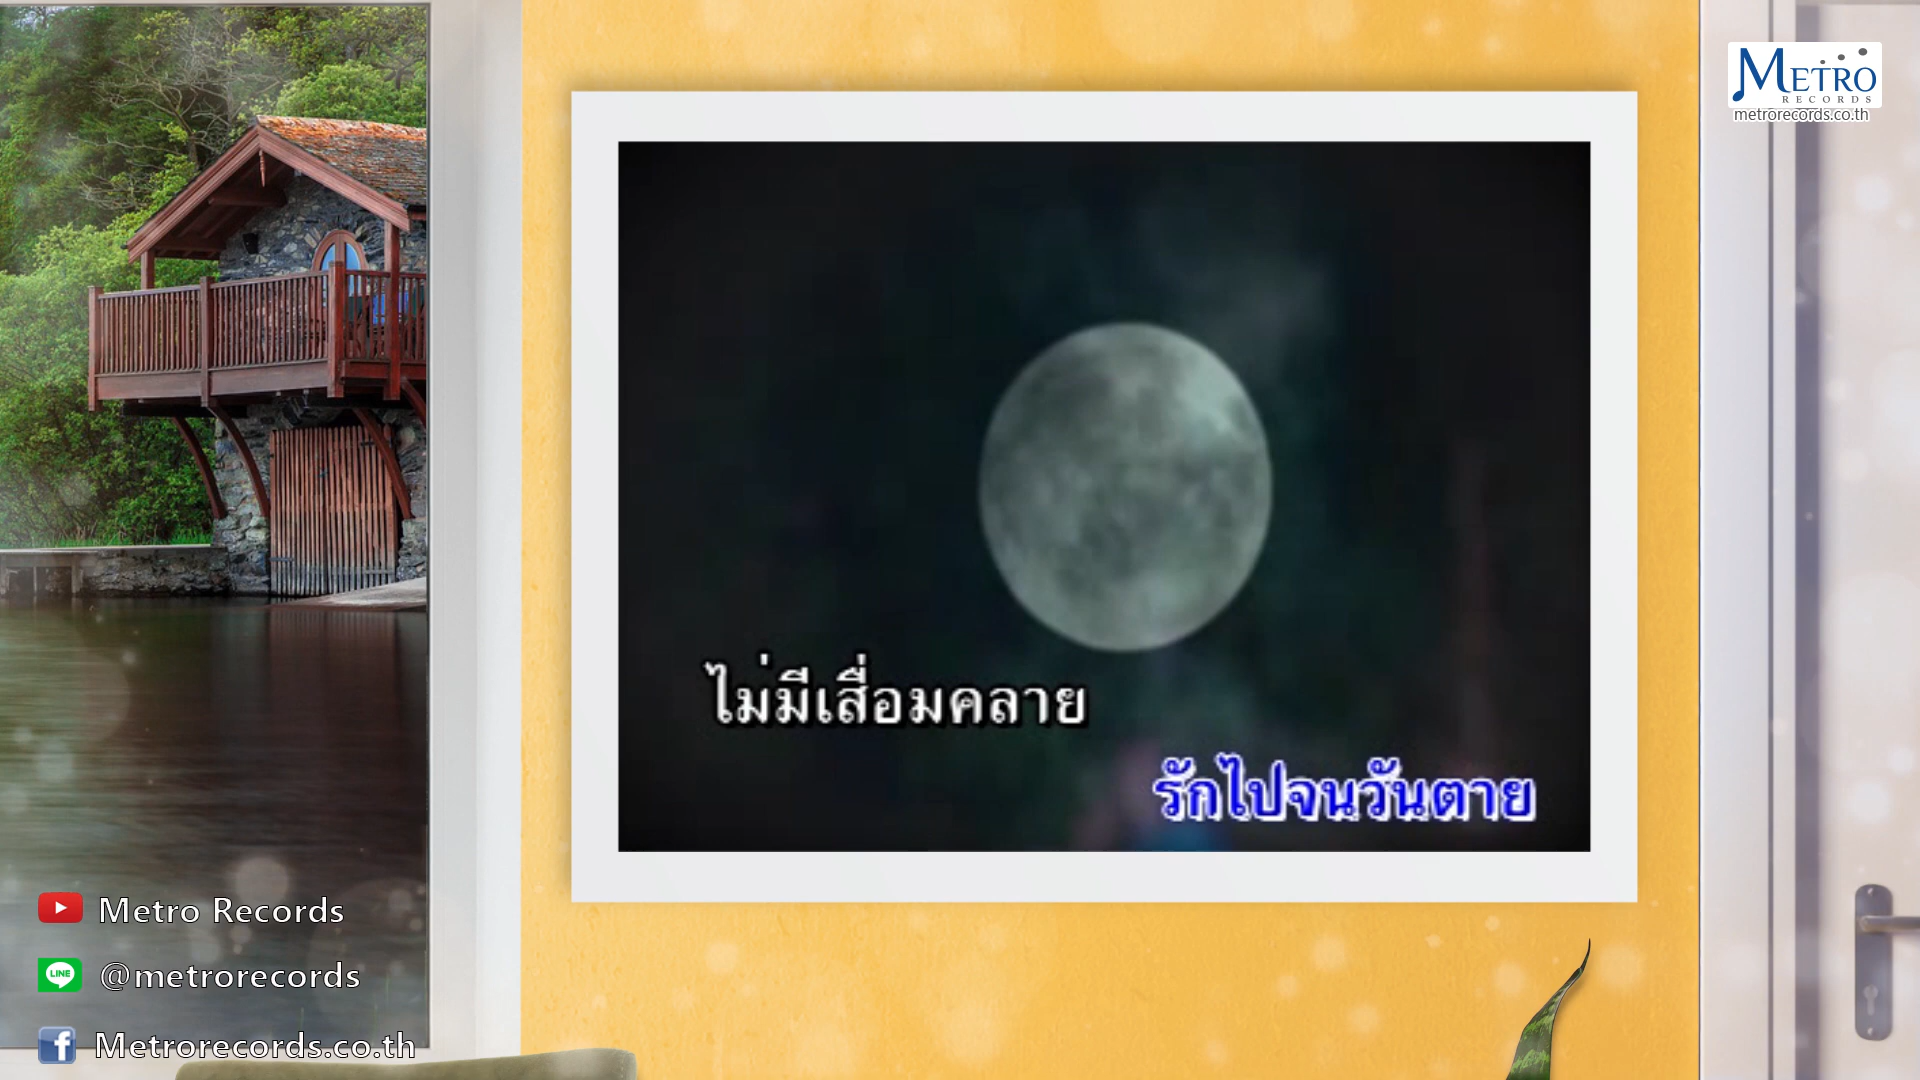 METRO
RECORDS
metrorecords.co.th
ไม่มีเสื่อมคลาย
รักไปจนวันตาย
Metro Records
LINE
@metrorecords
f
Metrorecords.co.th